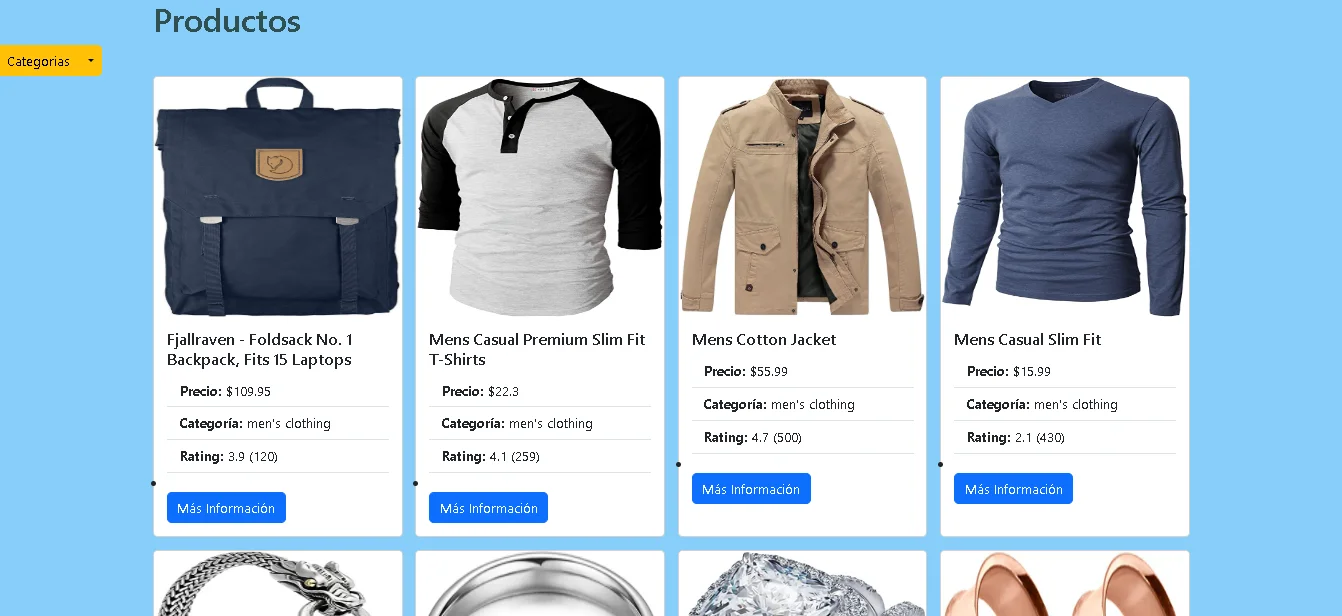 Productos
Categorias
Fjallraven - Foldsack No. 1
Backpack, Fits 15 Laptops
Precio: $109.95
Categoría: men's clothing
Rating: 3.9 (120)
Más Información
Mens Casual Premium Slim Fit
T-Shirts
Precio: $22.3
Categoría: men's clothing
Rating: 4.1 (259)
Más Información
Mens Cotton Jacket
Precio: $55.99
Categoría: men's clothing
Rating: 4.7 (500)
Más Información
Mens Casual Slim Fit
Precio: $15.99
Categoría: men's clothing
Rating: 2.1 (430)
Más Información